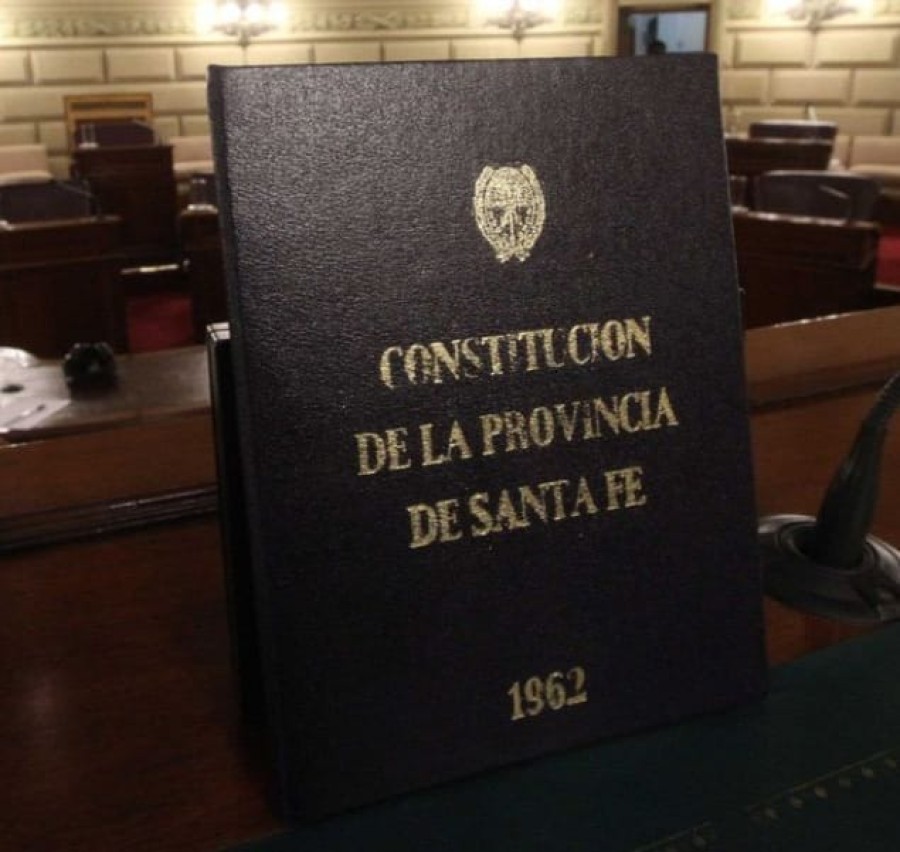 CONSTITUCION
DE LA PROVINCIA
DE SANTA FE
1962